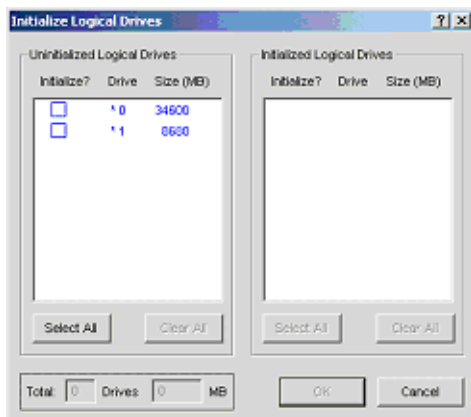 Initialize Logical Drives
Uninitialized Logical Drives
Initialize? Drive Size (MB)
* 0 34600
* 1 8680
Select All Clear All
Initialized Logical Drives
Initialize? Drive Size (MB)
Select All Clear All
Total: 0 Drives 0 MB
OK Cancel